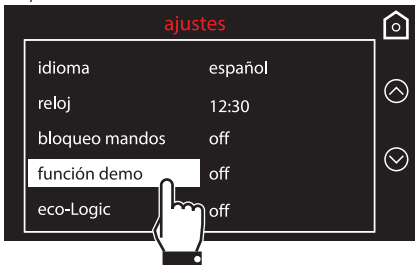 ajustes
idioma español
reloj 12:30
bloqueo mandos off
función demo off
eco-Logic off